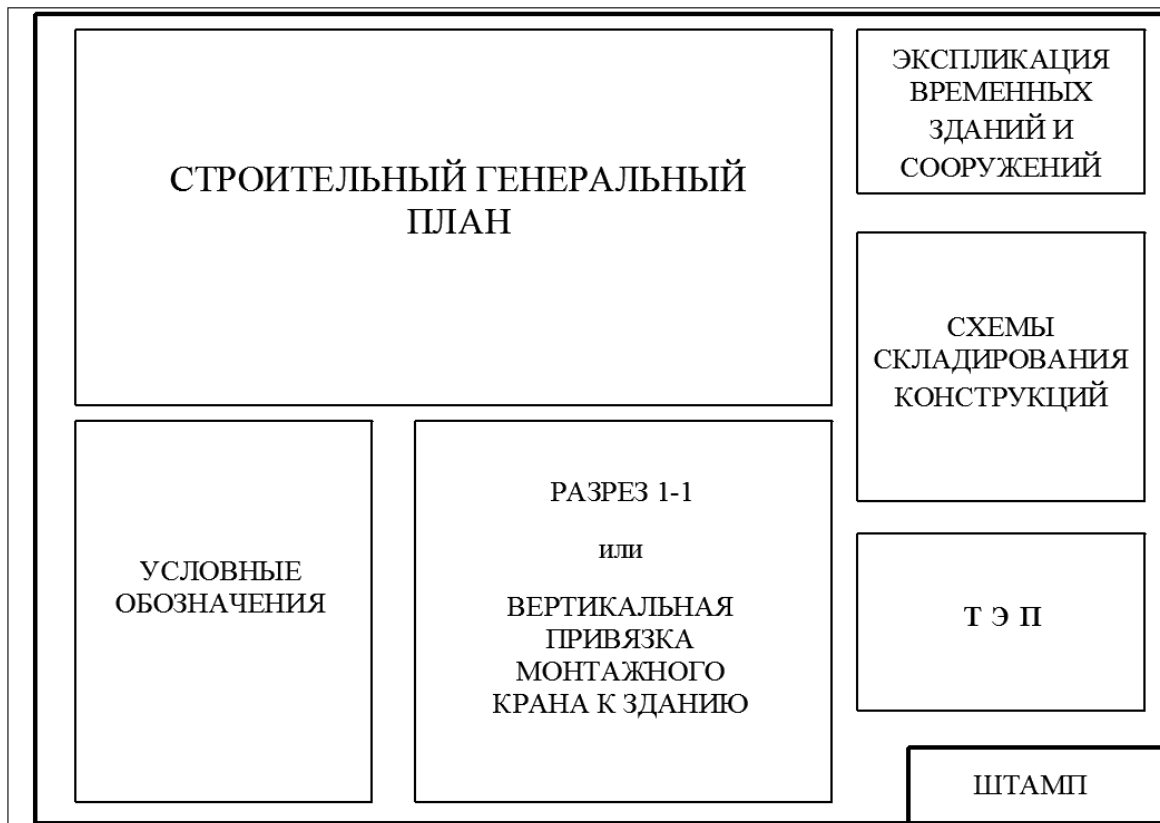 СТРОИТЕЛЬНЫЙ ГЕНЕРАЛЬНЫЙ
ПЛАН
ЭКСПЛИКАЦИЯ
ВРЕМЕННЫХ
ЗДАНИЙ И
СООРУЖЕНИЙ
СХЕМЫ
СКЛАДИРОВАНИЯ
КОНСТРУКЦИЙ
УСЛОВНЫЕ
ОБОЗНАЧЕНИЯ
РАЗРЕЗ 1-1
или
ВЕРТИКАЛЬНАЯ
ПРИВЯЗКА
МОНТАЖНОГО
КРАНА К ЗДАНИЮ
Т Э П
ШТАМП